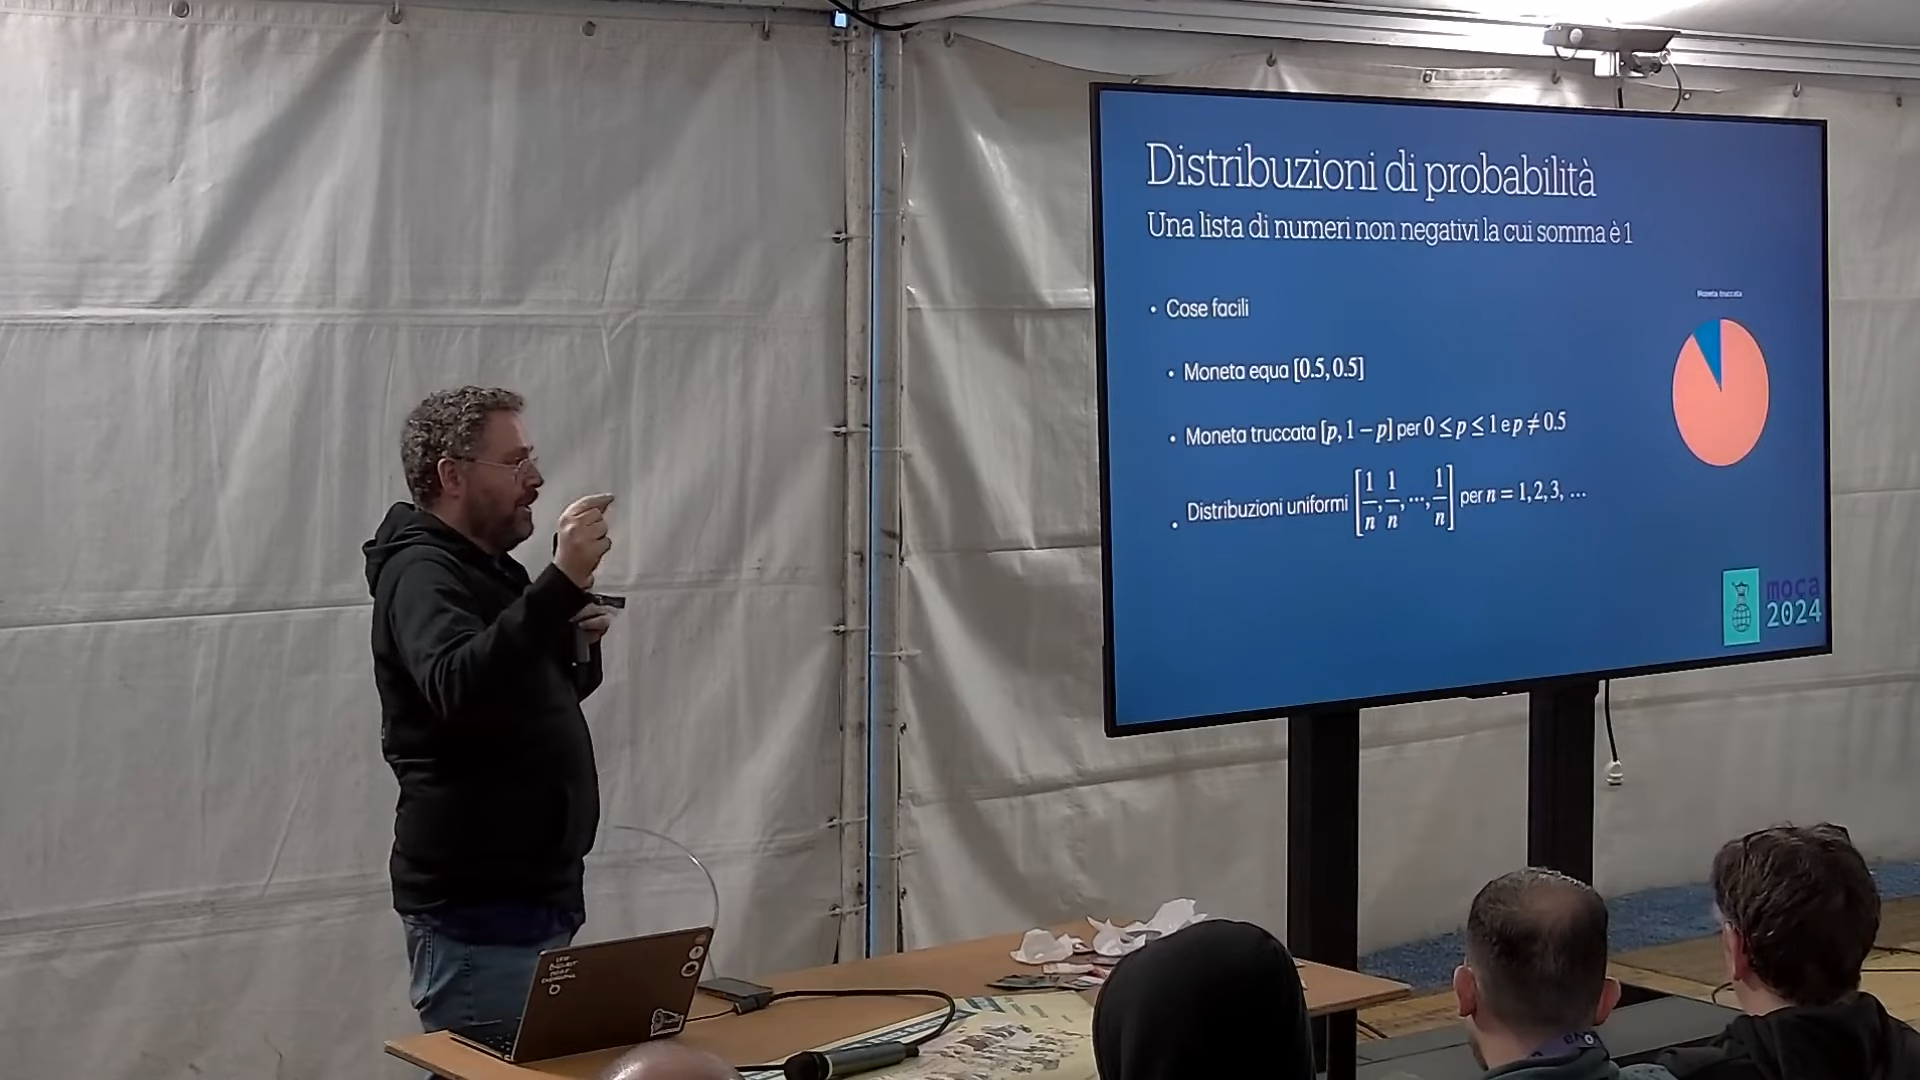 Distribuzioni di probabilità
Una lista di numeri non negativi la cui somma è 1
• Cose facili
• Moneta equa [0.5, 0.5]
• Moneta truccata [p, 1 − p] per 0 ≤ p ≤ 1 e p ≠ 0.5
• Distribuzioni uniformi [1/n, 1/n, ⋯, 1/n] per n = 1, 2, 3, …
Moneta truccata
moca
2024